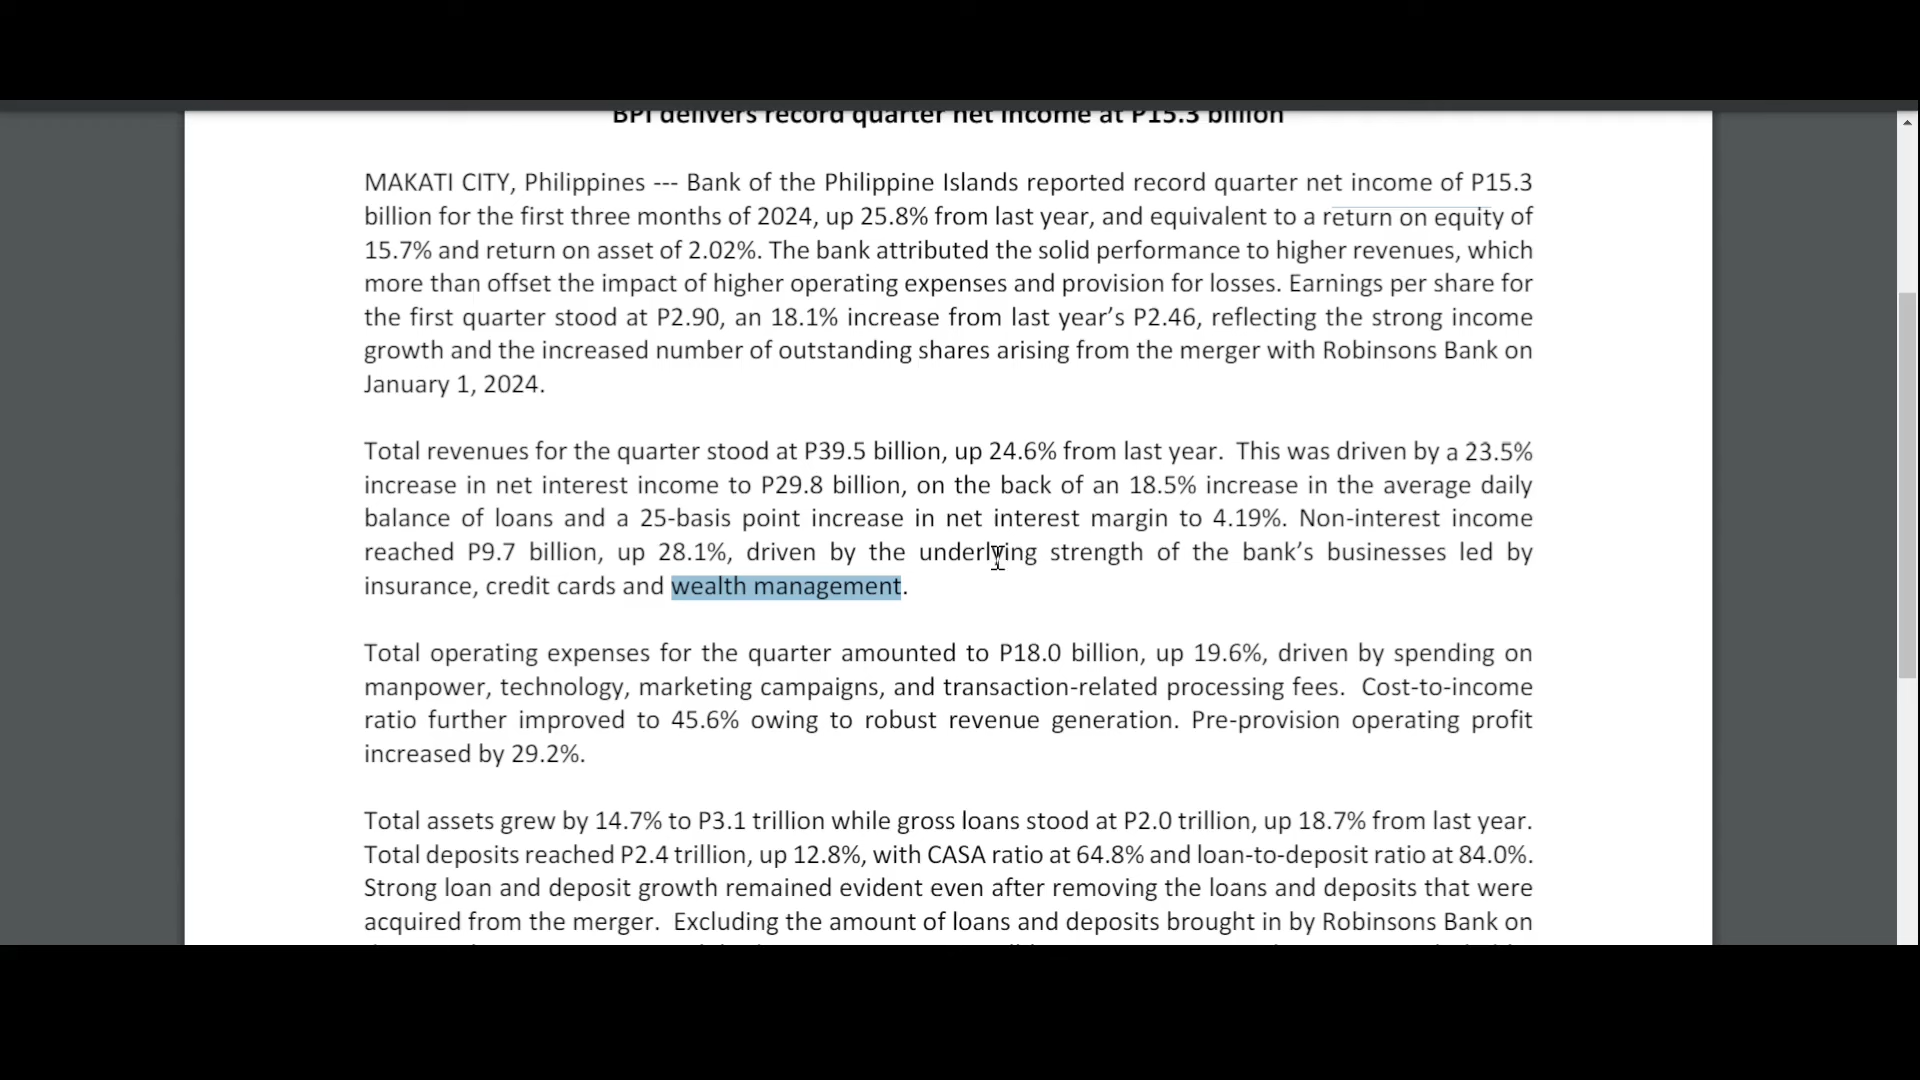 BPI delivers record quarter net income at P15.3 billion
MAKATI CITY, Philippines --- Bank of the Philippine Islands reported record quarter net income of P15.3
billion for the first three months of 2024, up 25.8% from last year, and equivalent to a return on equity of
15.7% and return on asset of 2.02%. The bank attributed the solid performance to higher revenues, which
more than offset the impact of higher operating expenses and provision for losses. Earnings per share for
the first quarter stood at P2.90, an 18.1% increase from last year’s P2.46, reflecting the strong income
growth and the increased number of outstanding shares arising from the merger with Robinsons Bank on
January 1, 2024.
Total revenues for the quarter stood at P39.5 billion, up 24.6% from last year. This was driven by a 23.5%
increase in net interest income to P29.8 billion, on the back of an 18.5% increase in the average daily
balance of loans and a 25-basis point increase in net interest margin to 4.19%. Non-interest income
reached P9.7 billion, up 28.1%, driven by the underlying strength of the bank’s businesses led by
insurance, credit cards and wealth management.
Total operating expenses for the quarter amounted to P18.0 billion, up 19.6%, driven by spending on
manpower, technology, marketing campaigns, and transaction-related processing fees. Cost-to-income
ratio further improved to 45.6% owing to robust revenue generation. Pre-provision operating profit
increased by 29.2%.
Total assets grew by 14.7% to P3.1 trillion while gross loans stood at P2.0 trillion, up 18.7% from last year.
Total deposits reached P2.4 trillion, up 12.8%, with CASA ratio at 64.8% and loan-to-deposit ratio at 84.0%.
Strong loan and deposit growth remained evident even after removing the loans and deposits that were
acquired from the merger. Excluding the amount of loans and deposits brought in by Robinsons Bank on